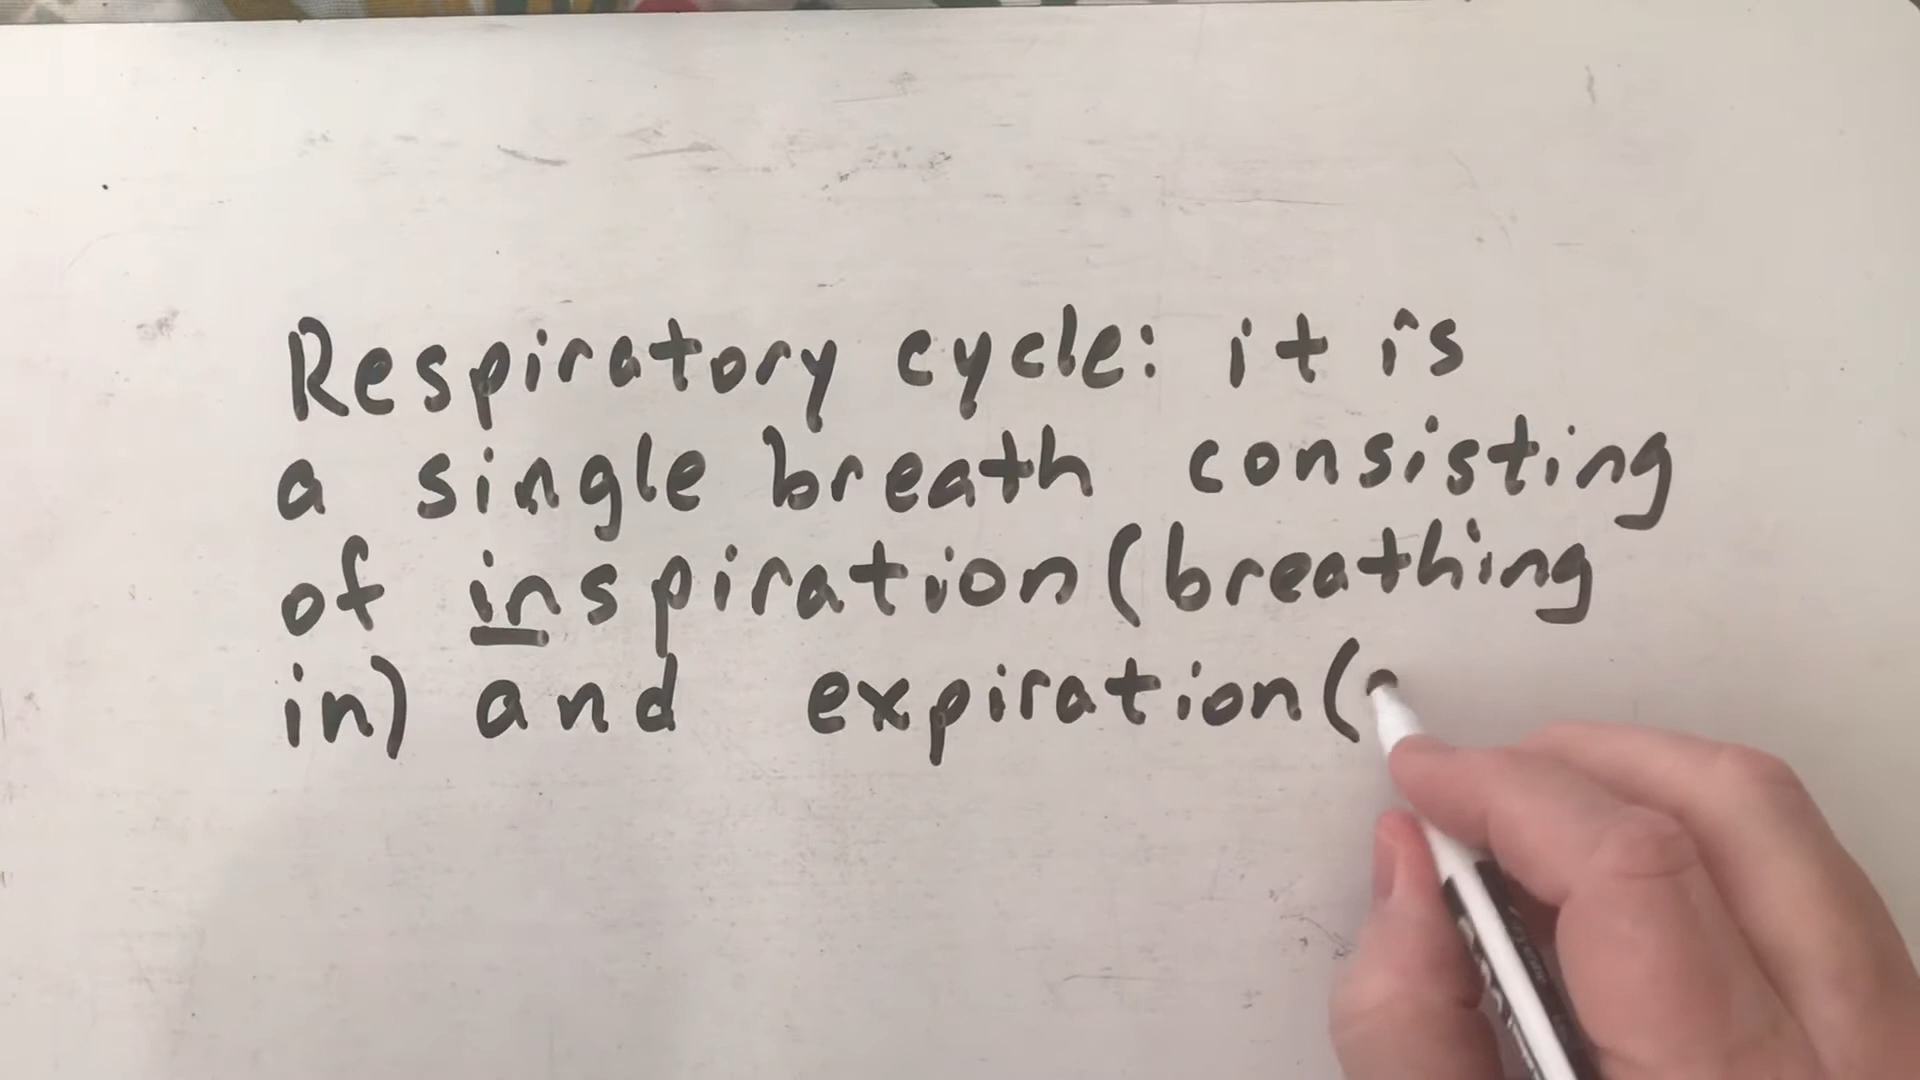 Respiratory cycle: it is
a single breath consisting
of inspiration(breathing
in) and expiration(